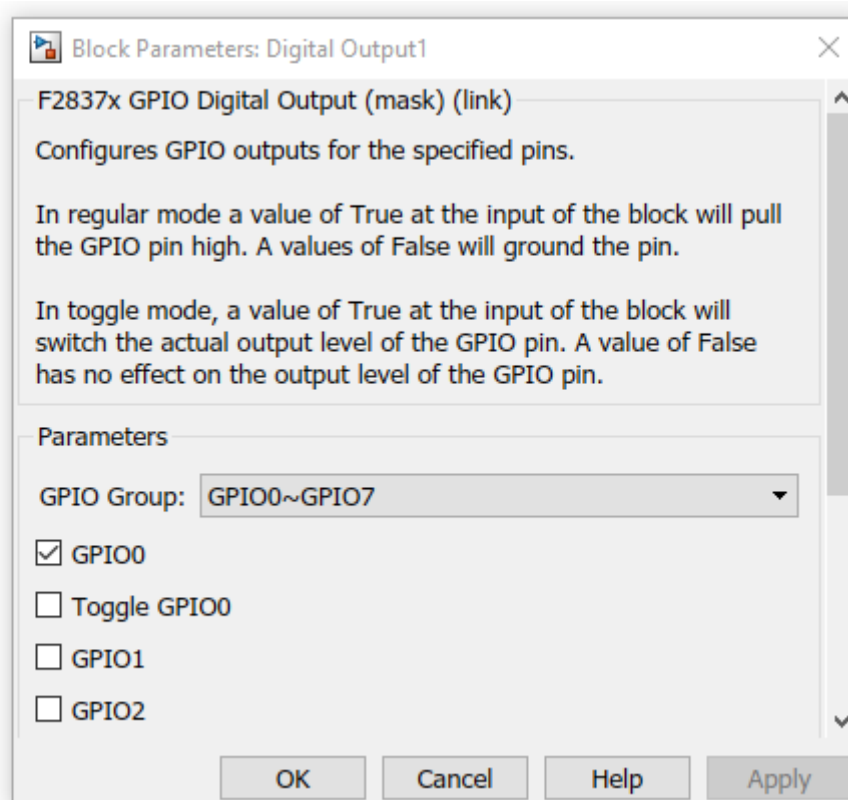 Block Parameters: Digital Output1
F2837x GPIO Digital Output (mask) (link)
Configures GPIO outputs for the specified pins.
In regular mode a value of True at the input of the block will pull
the GPIO pin high. A values of False will ground the pin.
In toggle mode, a value of True at the input of the block will
switch the actual output level of the GPIO pin. A value of False
has no effect on the output level of the GPIO pin.
Parameters
GPIO Group: GPIO0~GPIO7
GPIO0
Toggle GPIO0
GPIO1
GPIO2
OK Cancel Help Apply